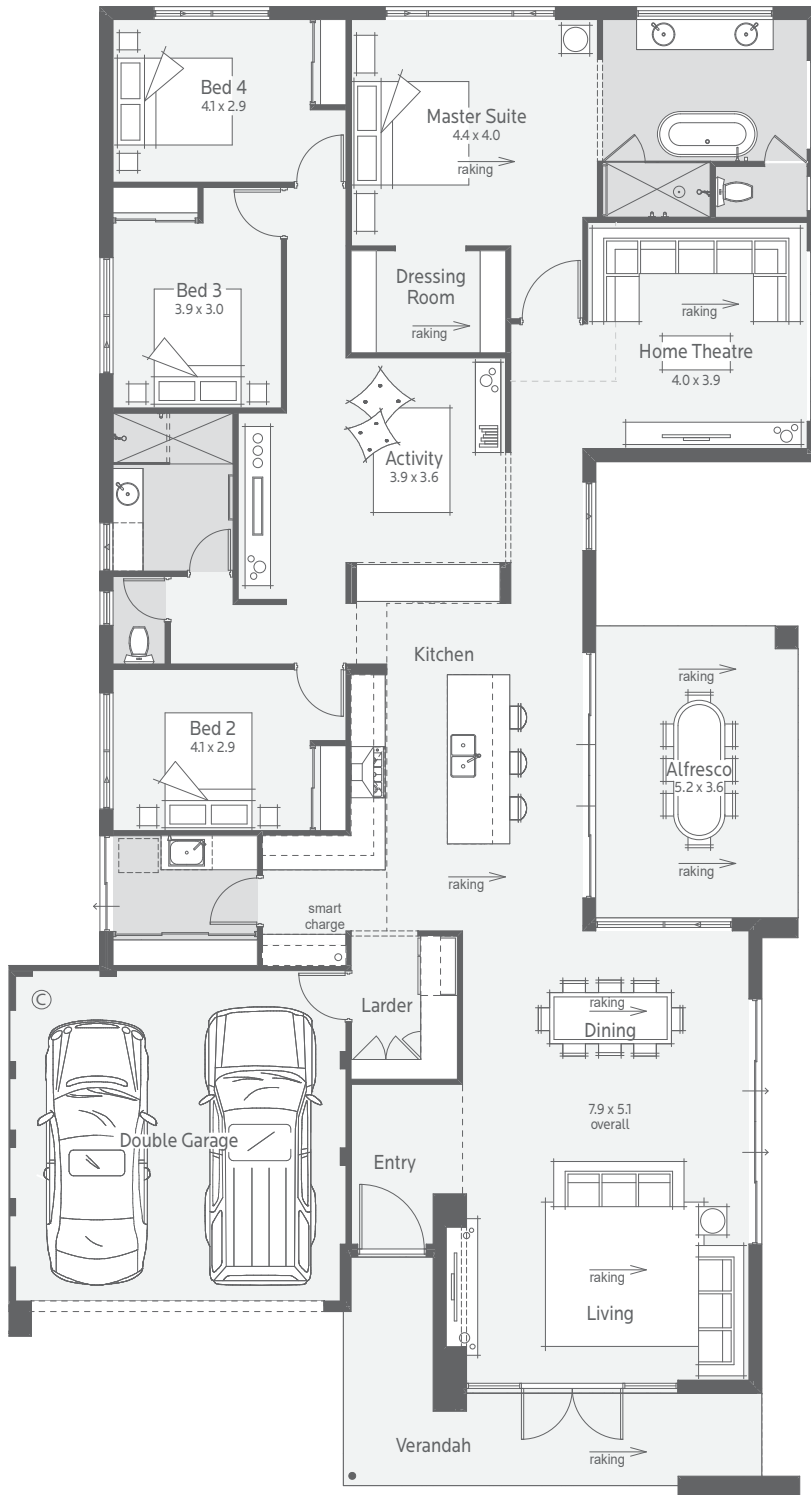 Bed 4
4.1 x 2.9
Master Suite
4.4 x 4.0
raking
Dressing
Room
raking
Bed 3
3.9 x 3.0
raking
Home Theatre
4.0 x 3.9
Activity
3.9 x 3.6
Kitchen
raking
Bed 2
4.1 x 2.9
Alfresco
5.2 x 3.6
raking
raking
smart
charge
C
Larder
raking
Dining
7.9 x 5.1
overall
Double Garage
Entry
raking
Living
Verandah
raking